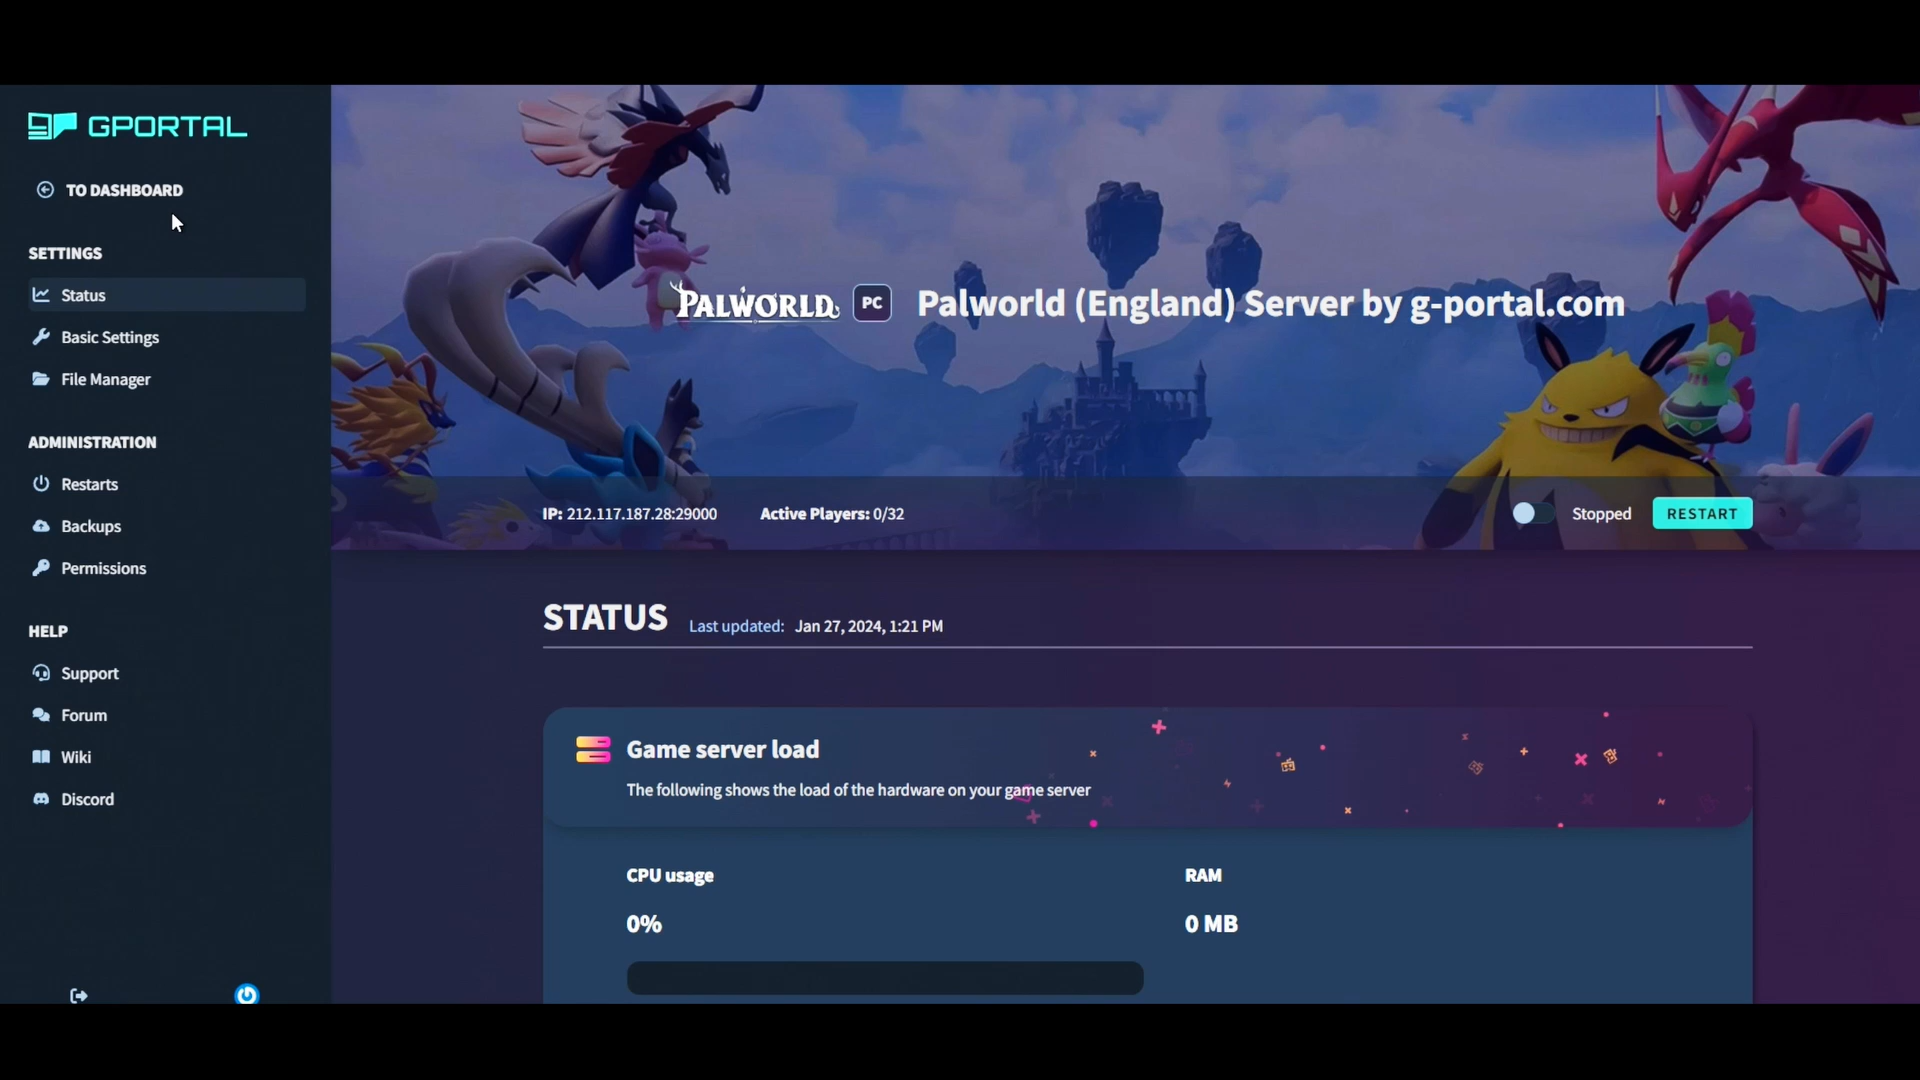 GPORTAL
TO DASHBOARD
SETTINGS
Status
Basic Settings
File Manager
ADMINISTRATION
Restarts
Backups
Permissions
HELP
Support
Forum
Wiki
Discord
PALWORLD PC Palworld (England) Server by g-portal.com
IP: 212.117.187.28:29000 Active Players: 0/32 Stopped RESTART
STATUS Last updated: Jan 27, 2024, 1:21 PM
Game server load
The following shows the load of the hardware on your game server
CPU usage RAM
0% 0 MB